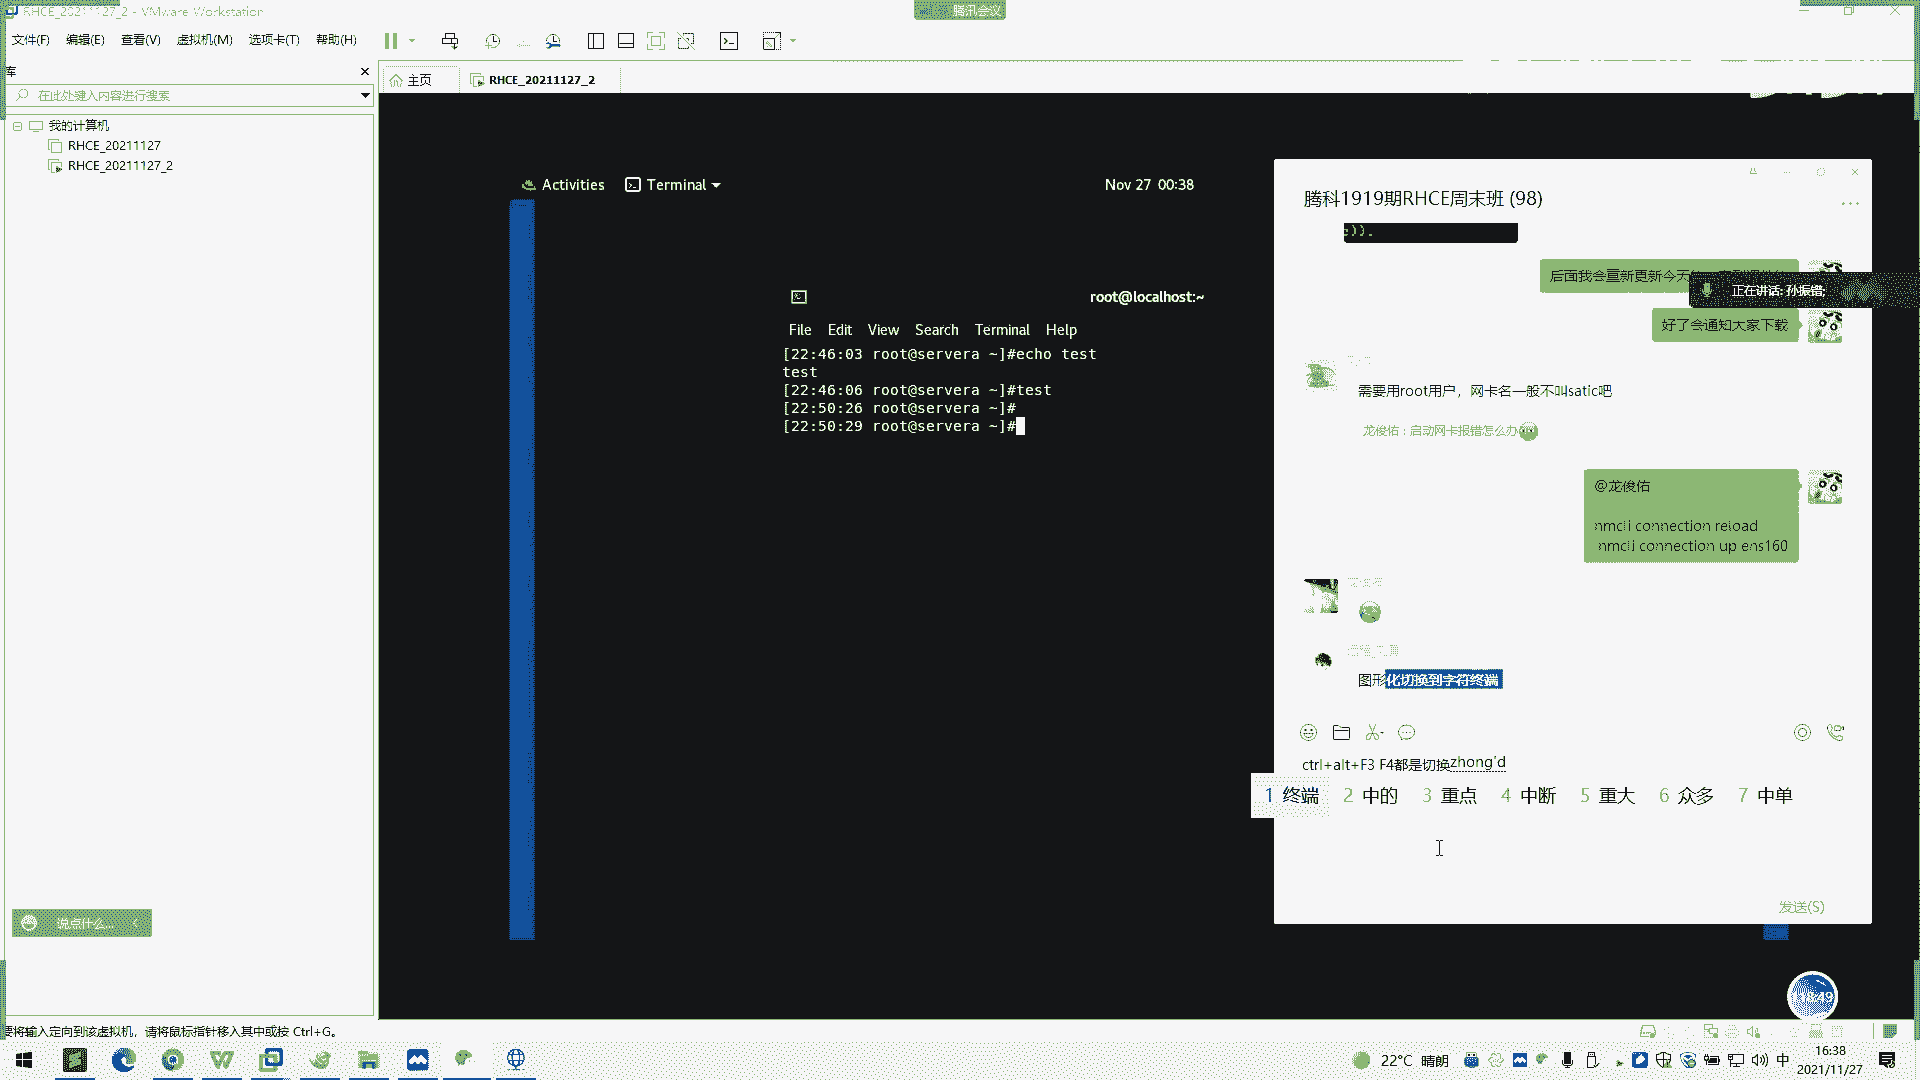 RHCE_20211127_2 - VMware Workstation
腾讯会议
文件(F) 编辑(E) 查看(V) 虚拟机(M) 选项卡(T) 帮助(H)
库
在此处键入内容进行搜索
我的计算机
RHCE_20211127
RHCE_20211127_2
主页
RHCE_20211127_2
Activities
Terminal
Nov 27 00:38
root@localhost:~
File Edit View Search Terminal Help
[22:46:03 root@servera ~]#echo test
test
[22:46:06 root@servera ~]#test
[22:50:26 root@servera ~]#
[22:50:29 root@servera ~]#
腾科1919期RHCE周末班 (98)
后面我会重新更新今天
正在讲话: 孙振锴;
好了会通知大家下载
需要用root用户，网卡名一般不叫satic吧
龙俊佑：启动网卡报错怎么办
@龙俊佑
nmcli connection reload
nmcli connection up ens160
图形化切换到字符终端
ctrl+alt+F3 F4都是切换zhong'd
1 终端 2 中的 3 重点 4 中断 5 重大 6 众多 7 中单
发送(S)
说点什么...
要将输入定向到该虚拟机，请将鼠标指针移入其中或按 Ctrl+G。
22°C 晴朗
中
16:38
2021/11/27